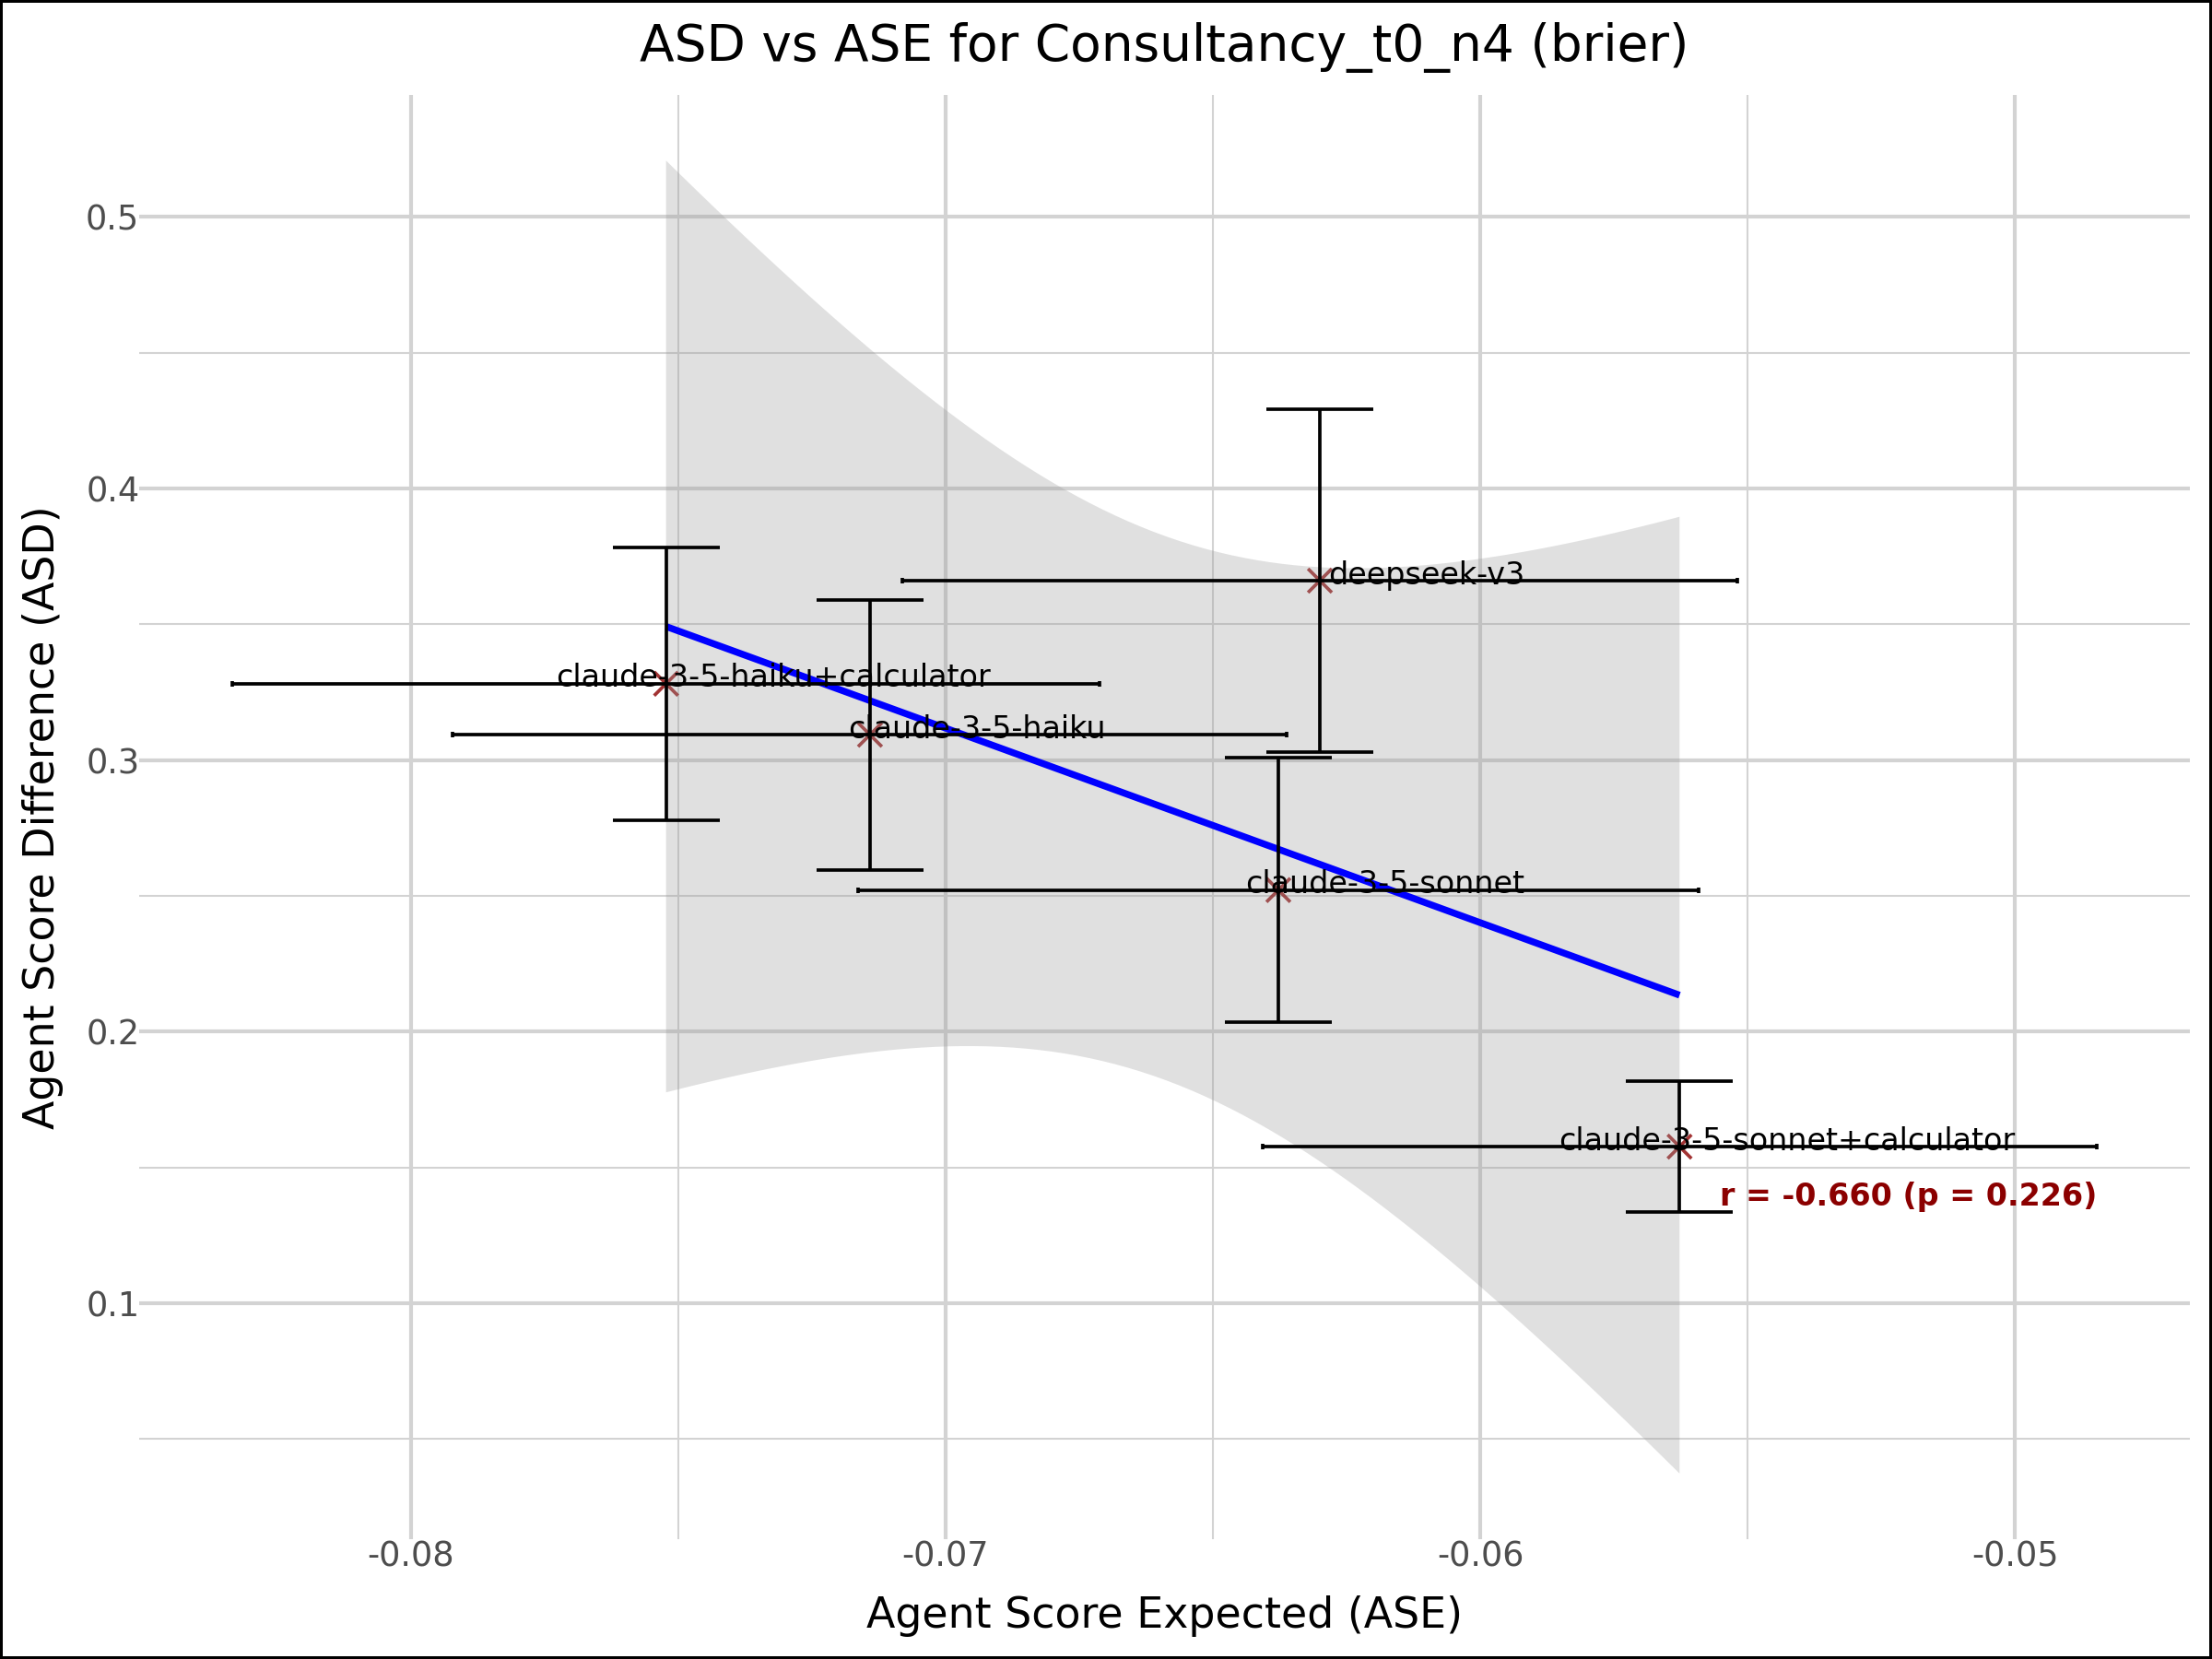 ASD vs ASE for Consultancy_t0_n4 (brier)
Agent Score Difference (ASD)
0.5
0.4
0.3
0.2
0.1
deepseek-v3
claude-3-5-haiku+calculator
claude-3-5-haiku
claude-3-5-sonnet
claude-3-5-sonnet+calculator
r = -0.660 (p = 0.226)
-0.08
-0.07
-0.06
-0.05
Agent Score Expected (ASE)